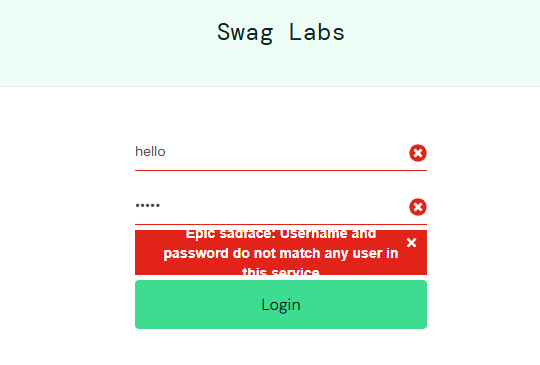 Swag Labs
hello
•••••
Epic sadface: Username and
password do not match any user in
this service
Login